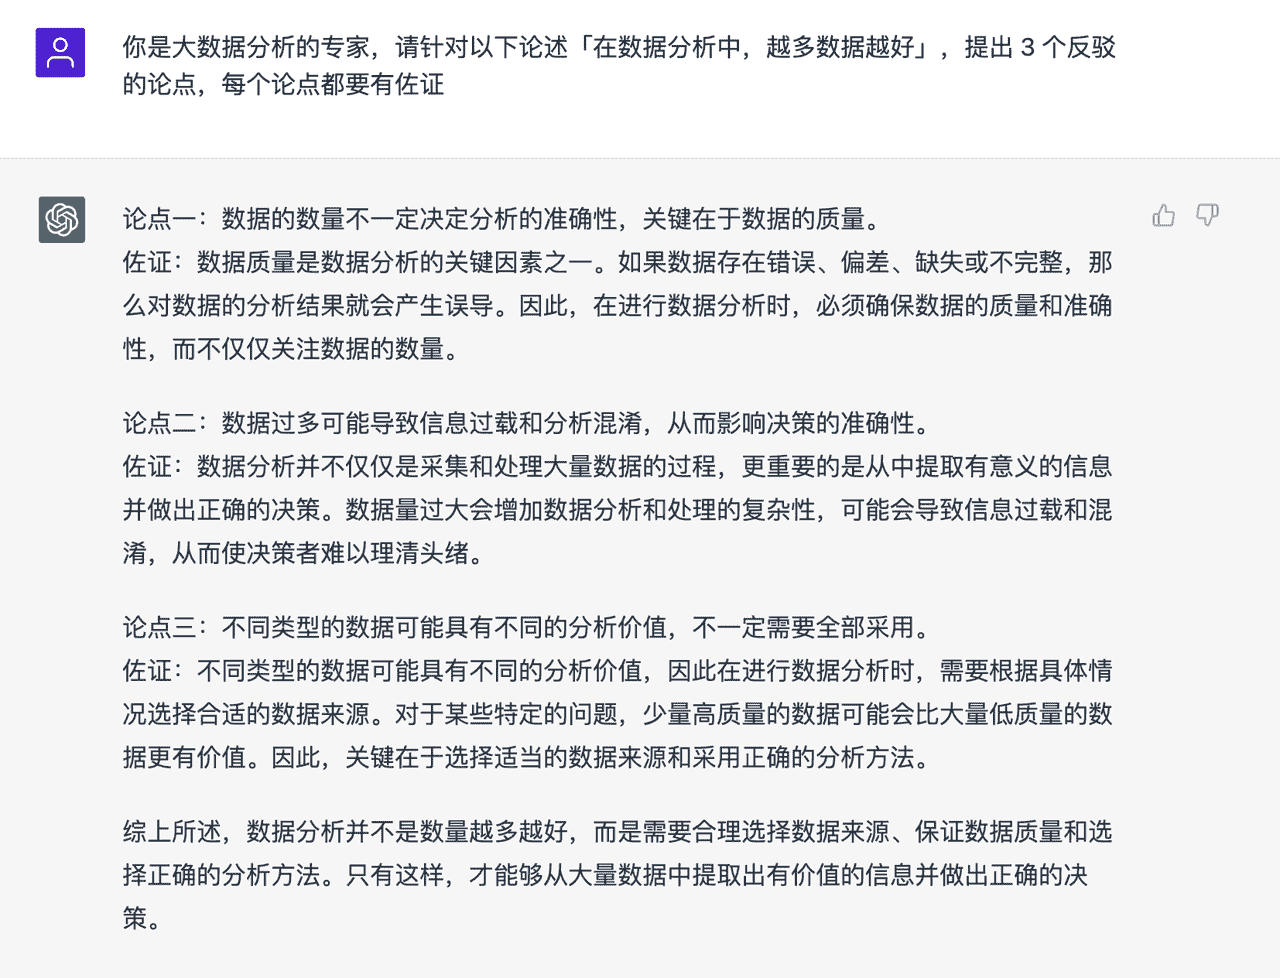 你是大数据分析的专家，请针对以下论述「在数据分析中，越多数据越好」，提出 3 个反驳
的论点，每个论点都要有佐证
论点一：数据的数量不一定决定分析的准确性，关键在于数据的质量。
佐证：数据质量是数据分析的关键因素之一。如果数据存在错误、偏差、缺失或不完整，那
么对数据的分析结果就会产生误导。因此，在进行数据分析时，必须确保数据的质量和准确
性，而不仅仅关注数据的数量。
论点二：数据过多可能导致信息过载和分析混淆，从而影响决策的准确性。
佐证：数据分析并不仅仅是采集和处理大量数据的过程，更重要的是从中提取有意义的信息
并做出正确的决策。数据量过大会增加数据分析和处理的复杂性，可能会导致信息过载和混
淆，从而使决策者难以理清头绪。
论点三：不同类型的数据可能具有不同的分析价值，不一定需要全部采用。
佐证：不同类型的数据可能具有不同的分析价值，因此在进行数据分析时，需要根据具体情
况选择合适的数据来源。对于某些特定的问题，少量高质量的数据可能会比大量低质量的数
据更有价值。因此，关键在于选择适当的数据来源和采用正确的分析方法。
综上所述，数据分析并不是数量越多越好，而是需要合理选择数据来源、保证数据质量和选
择正确的分析方法。只有这样，才能够从大量数据中提取出有价值的信息并做出正确的决
策。